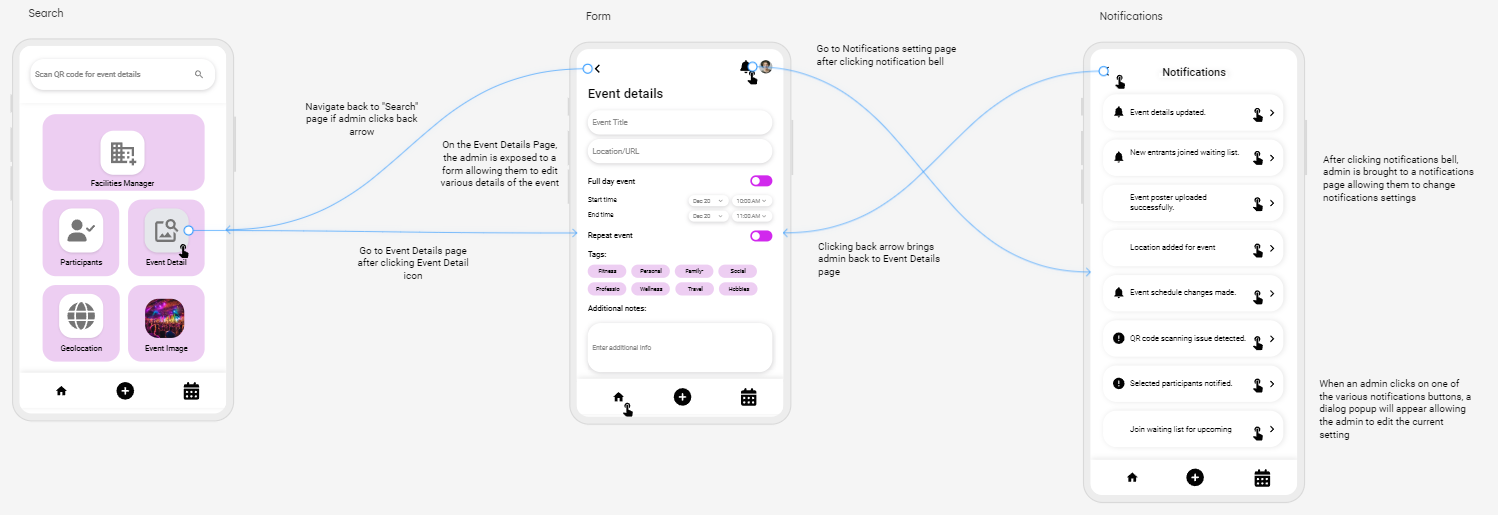 Search
Scan QR code for event details
Facilities Manager
Participants
Event Detail
Geolocation
Event Image
Navigate back to "Search"
page if admin clicks back
arrow
On the Event Details Page,
the admin is exposed to a
form allowing them to edit
various details of the event
Go to Event Details page
after clicking Event Detail
icon
Form
Event details
Event Title
Location/URL
Full day event
Start time
Dec 20
10:00 AM
End time
Dec 20
11:00 AM
Repeat event
Tags:
Fitness
Personal
Family
Social
Professio
Wellness
Travel
Hobbies
Additional notes:
Enter additional info
Go to Notifications setting page
after clicking notification bell
Clicking back arrow brings
admin back to Event Details
page
Notifications
Notifications
Event details updated.
New entrants joined waiting list.
Event poster uploaded
successfully.
Location added for event
Event schedule changes made.
QR code scanning issue detected.
Selected participants notified.
Join waiting list for upcoming
After clicking notifications bell,
admin is brought to a notifications
page allowing them to change
notifications settings
When an admin clicks on one of
the various notifications buttons, a
dialog popup will appear allowing
the admin to edit the current
setting